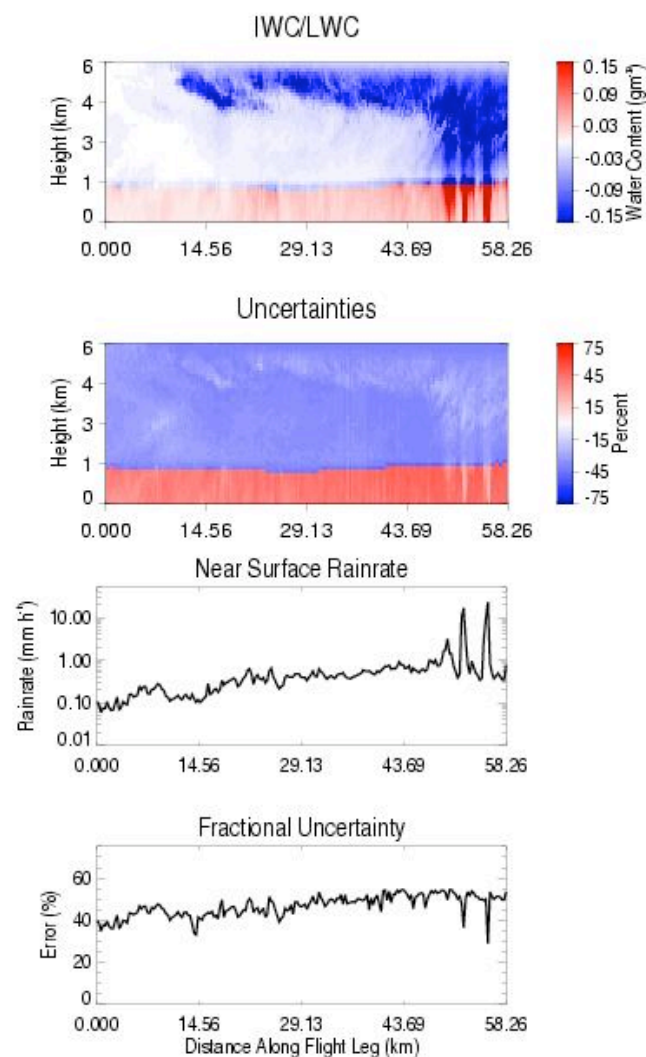 IWC/LWC
6
4
3
1
0
Height (km)
0.000 14.56 29.13 43.69 58.26
0.15
0.09
0.03
-0.03
-0.09
-0.15
Water Content (gm³)
Uncertainties
6
4
3
1
0
Height (km)
0.000 14.56 29.13 43.69 58.26
75
45
15
-15
-45
-75
Percent
Near Surface Rainrate
10.00
1.00
0.10
0.01
Rainrate (mm h⁻¹)
0.000 14.56 29.13 43.69 58.26
Fractional Uncertainty
60
40
20
0
Error (%)
0.000 14.56 29.13 43.69 58.26
Distance Along Flight Leg (km)